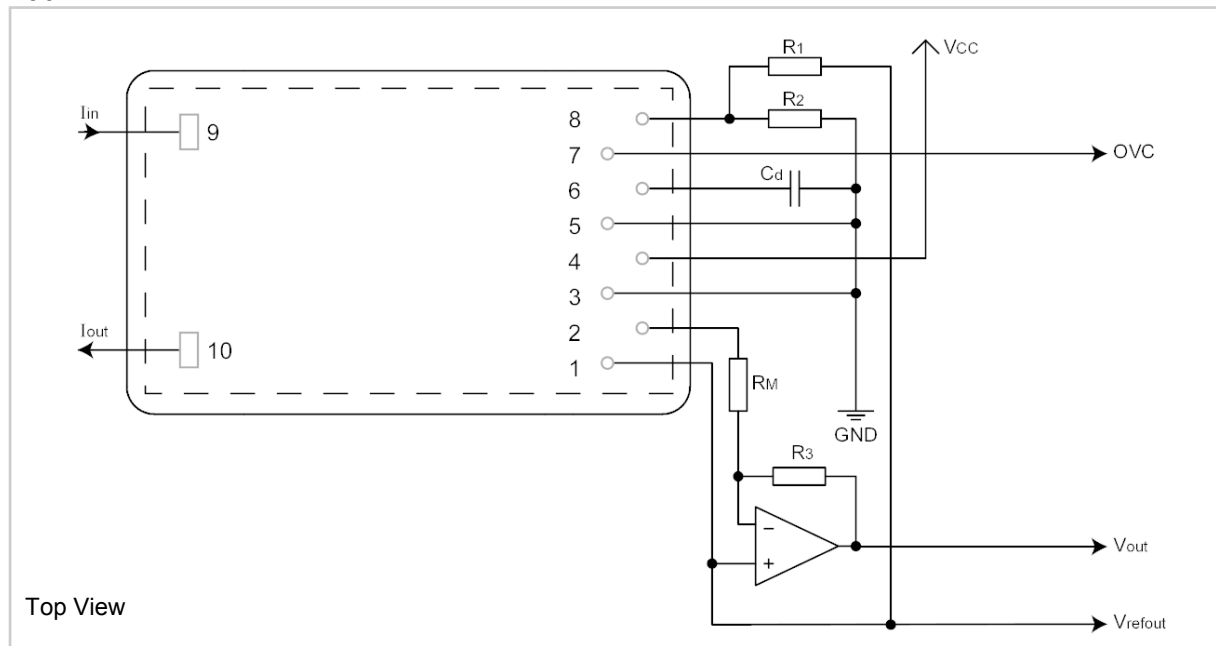 R1
VCC
Iin
9
8
R2
7
OVC
6
Cd
5
4
3
Iout
10
2
1
RM
GND
R3
−
+
Vout
Top View
Vrefout